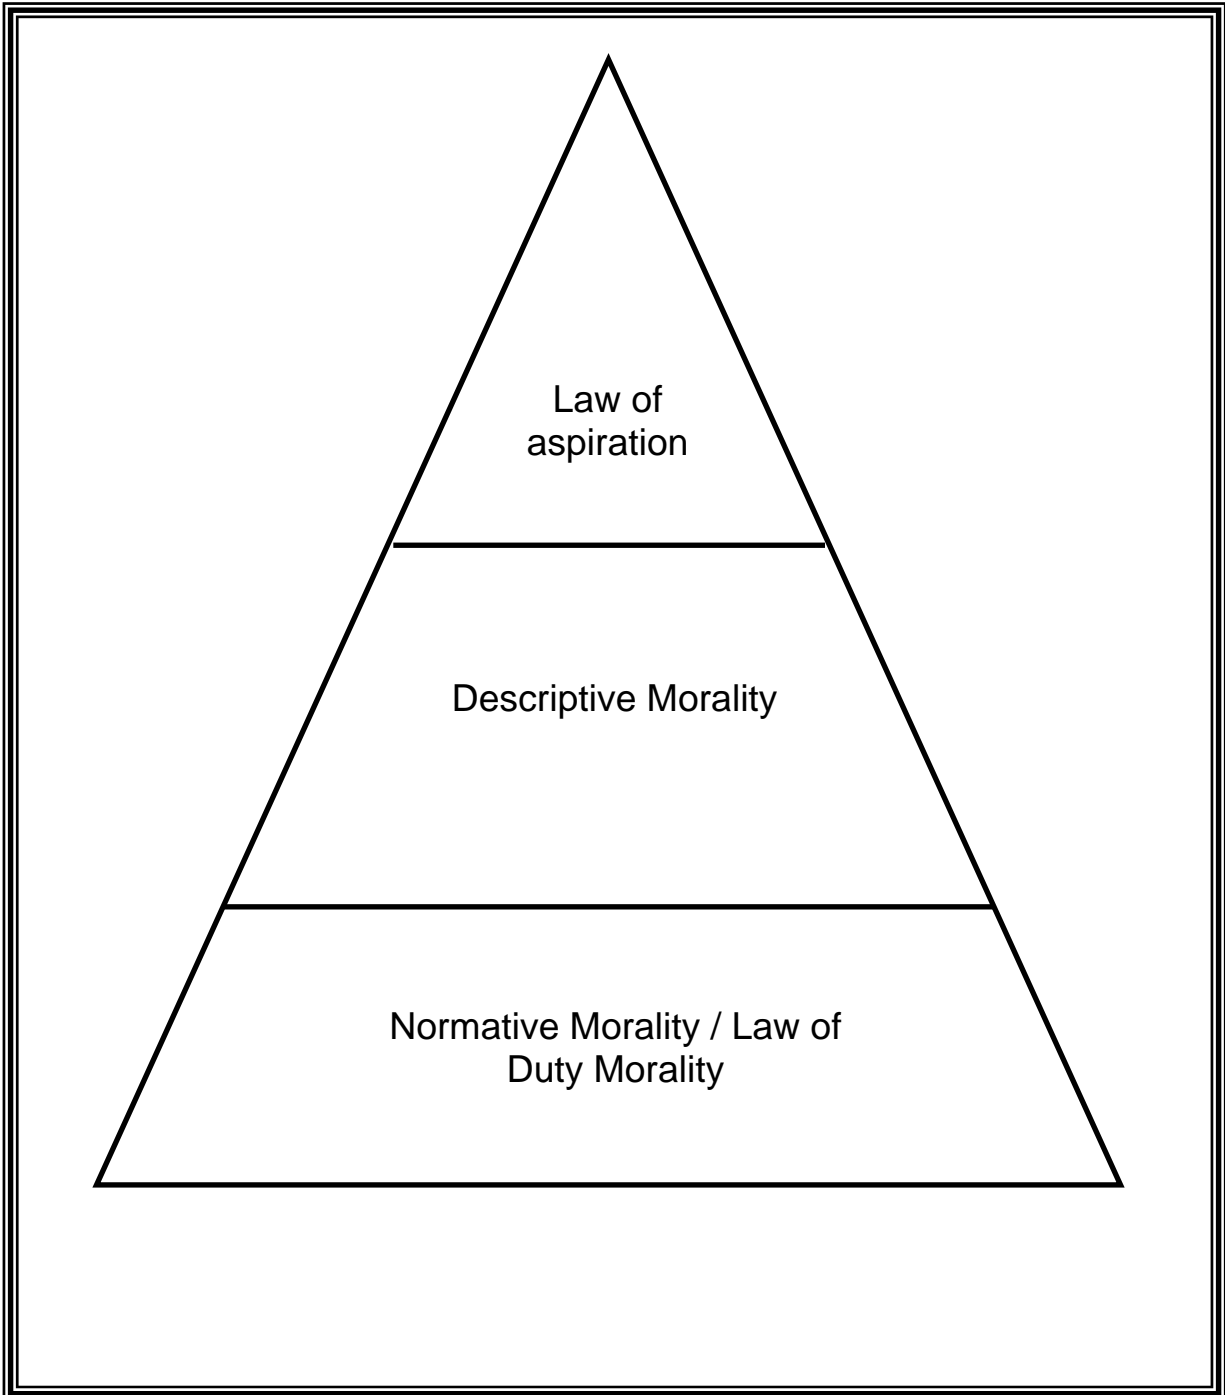 Law of
aspiration
Descriptive Morality
Normative Morality / Law of
Duty Morality